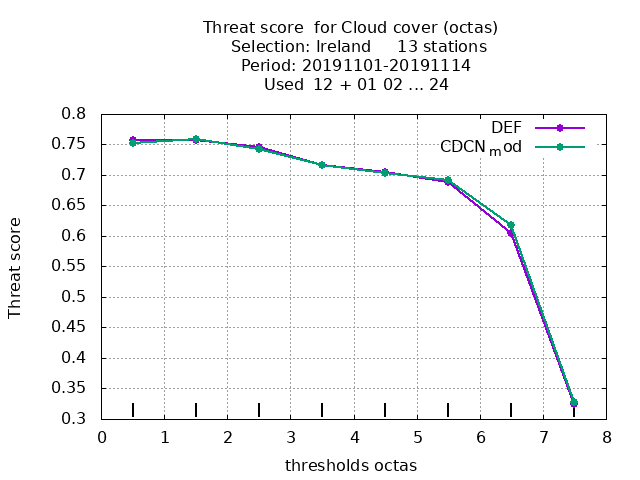 Threat score  for Cloud cover (octas)
Selection: Ireland     13 stations
Period: 20191101-20191114
Used  12 + 01 02 ... 24
DEF
CDCN_mod
Threat score
0.8
0.75
0.7
0.65
0.6
0.55
0.5
0.45
0.4
0.35
0.3
0 1 2 3 4 5 6 7 8
thresholds octas